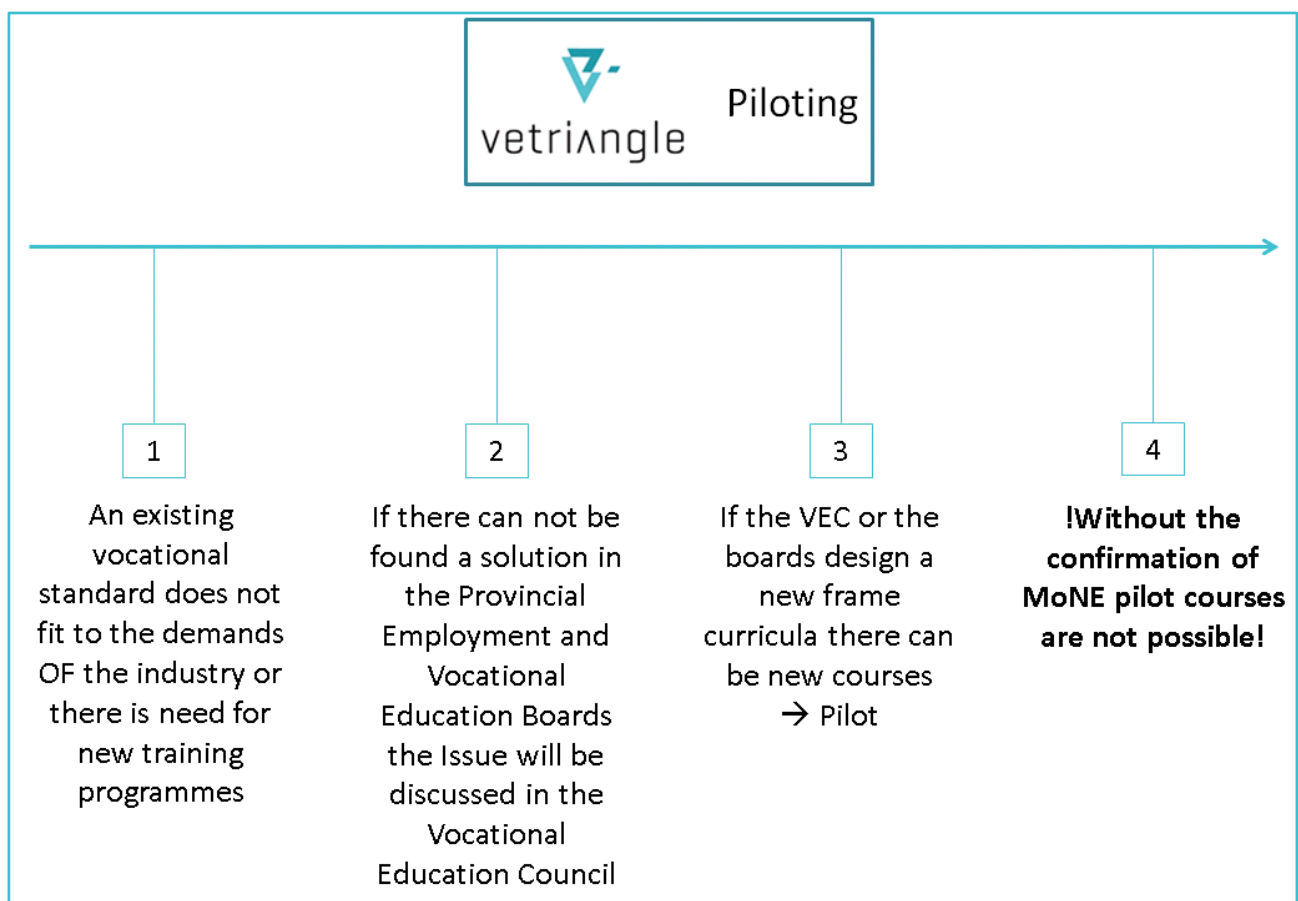 vetriʌngle
Piloting
1
An existing
vocational
standard does not
fit to the demands
OF the industry or
there is need for
new training
programmes
2
If there can not be
found a solution in
the Provincial
Employment and
Vocational
Education Boards
the Issue will be
discussed in the
Vocational
Education Council
3
If the VEC or the
boards design a
new frame
curricula there can
be new courses
→ Pilot
4
!Without the
confirmation of
MoNE pilot courses
are not possible!